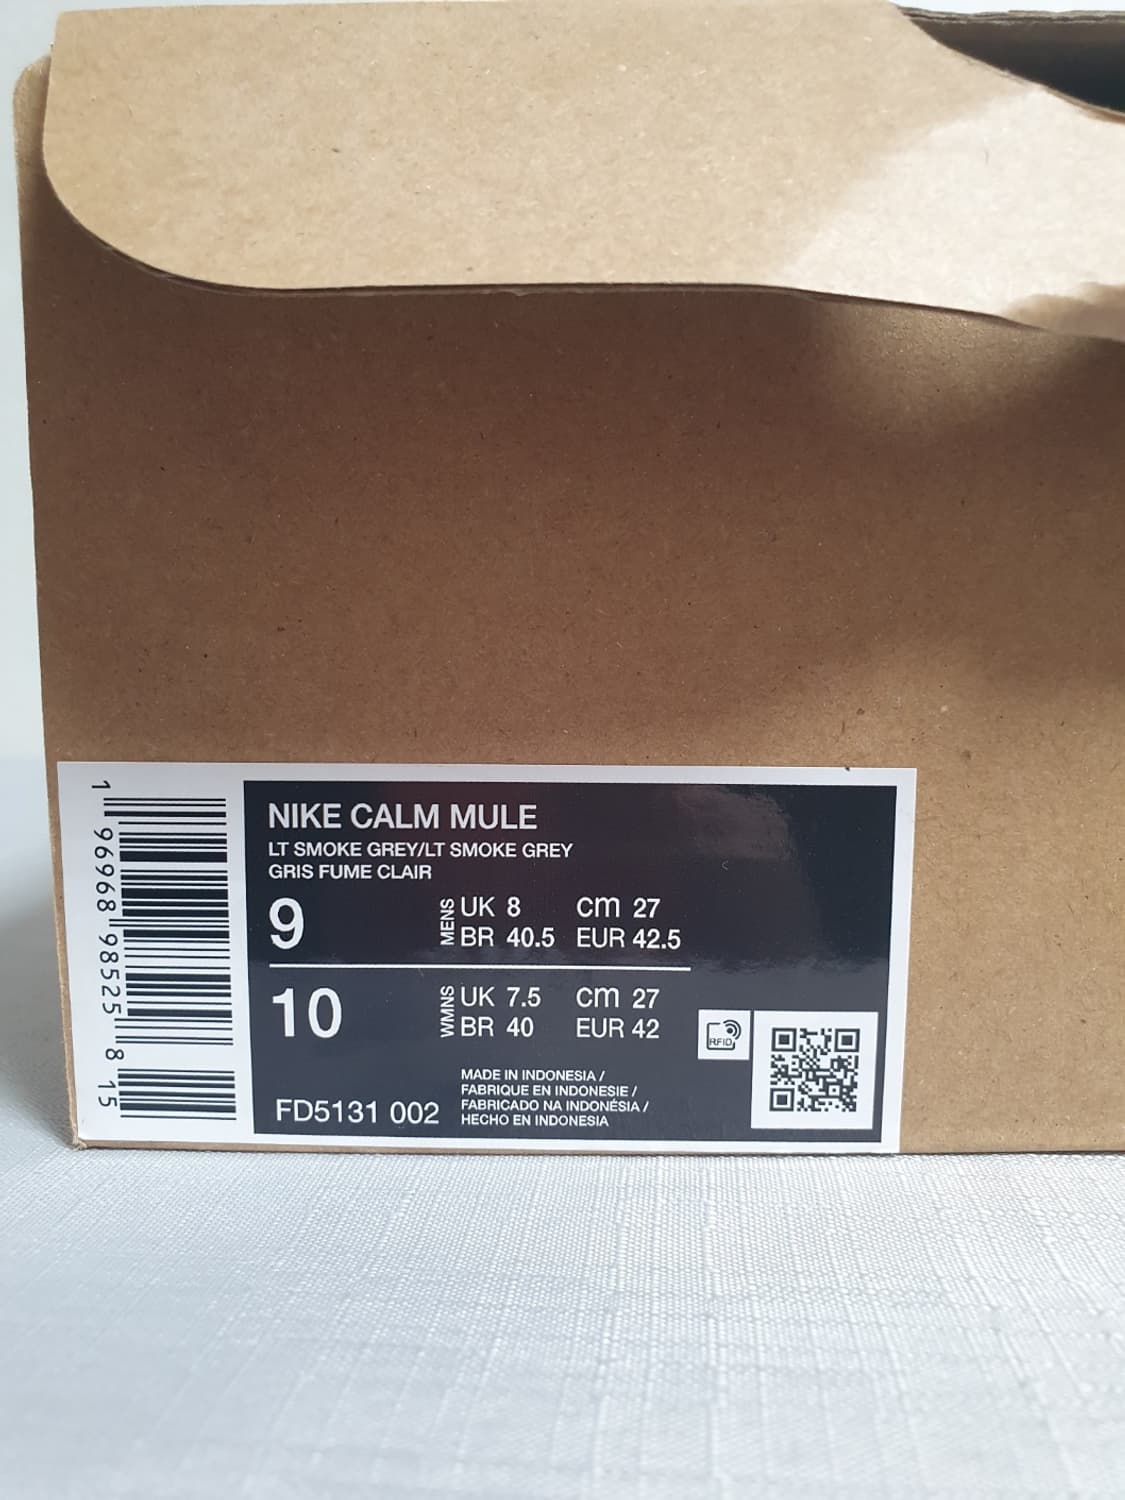 NIKE CALM MULE
LT SMOKE GREY/LT SMOKE GREY
GRIS FUME CLAIR
9 MENS UK 8 cm 27
BR 40.5 EUR 42.5
10 WMNS UK 7.5 cm 27
BR 40 EUR 42
MADE IN INDONESIA /
FABRIQUE EN INDONESIE /
FABRICADO NA INDONÉSIA /
HECHO EN INDONESIA
FD5131 002
RFID
1 96968 98525 8 15